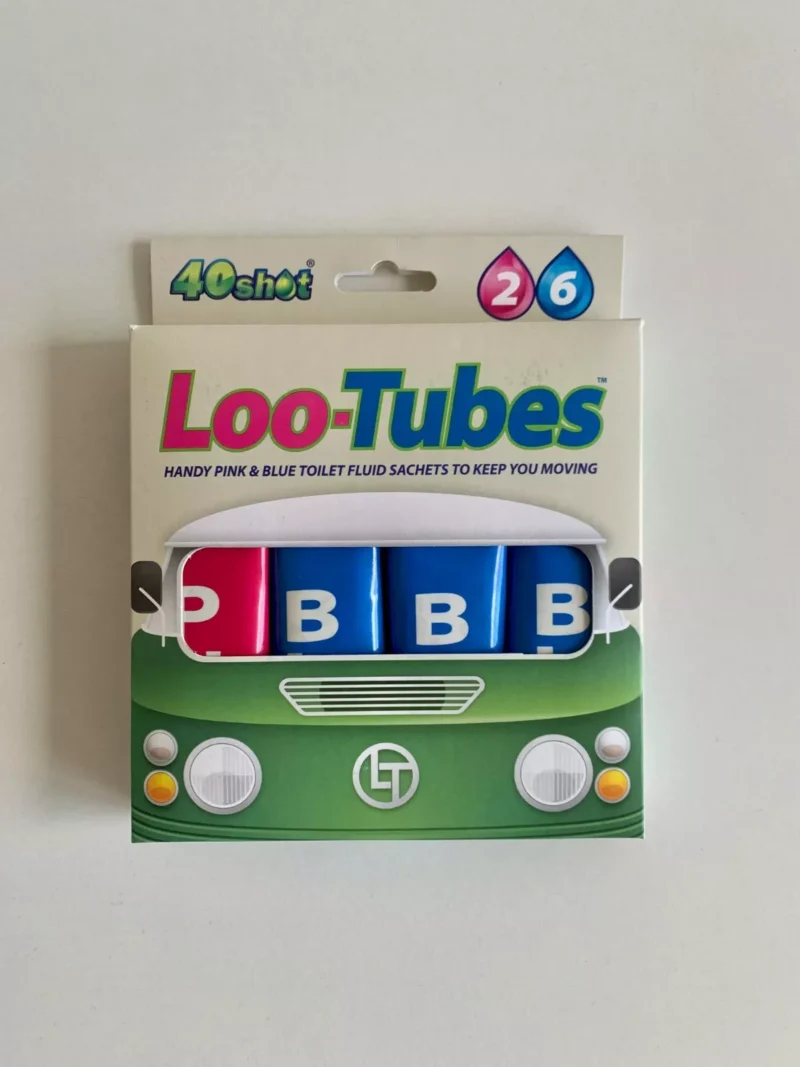 40shot®
2 6
Loo-Tubes™
HANDY PINK & BLUE TOILET FLUID SACHETS TO KEEP YOU MOVING
P B B B
LT